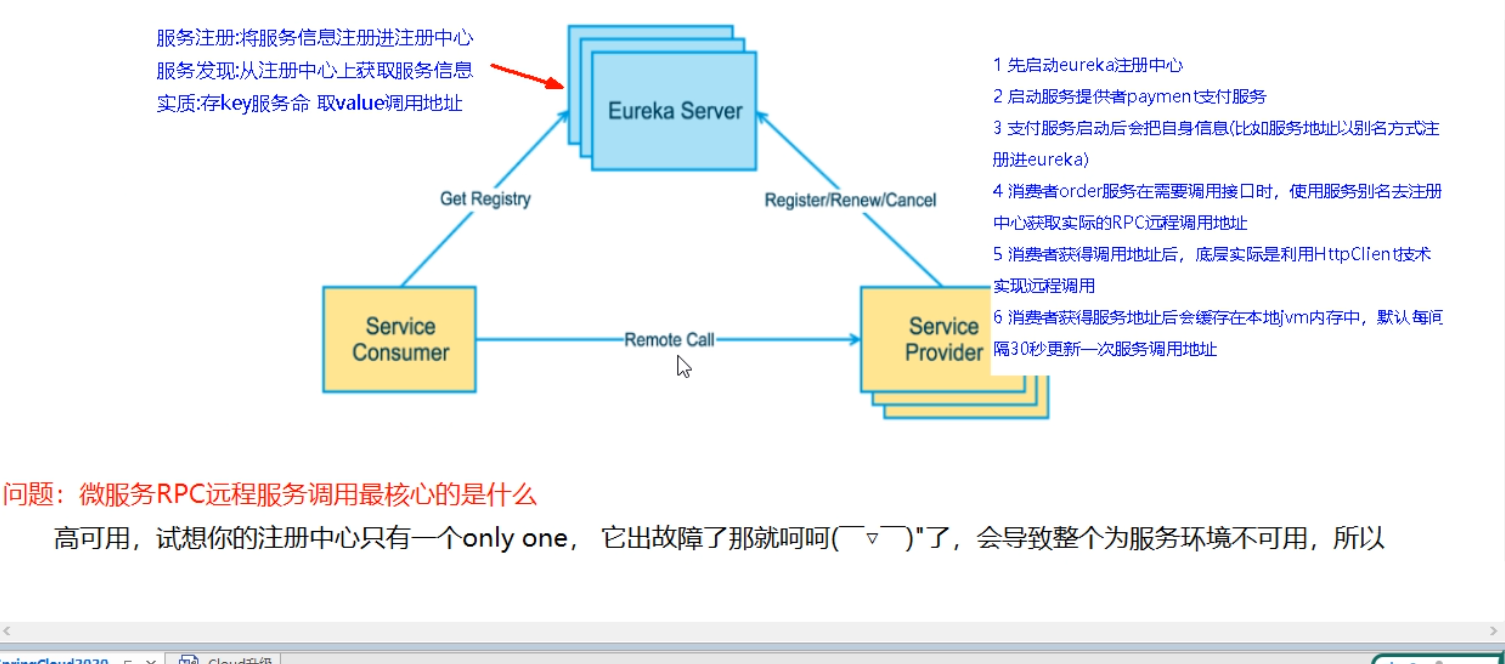 服务注册:将服务信息注册进注册中心
服务发现:从注册中心上获取服务信息
实质:存key服务命 取value调用地址
Eureka Server
Get Registry
Register/Renew/Cancel
Service
Consumer
Remote Call
Service
Provider
1 先启动eureka注册中心
2 启动服务提供者payment支付服务
3 支付服务启动后会把自身信息(比如服务地址以别名方式注
册进eureka)
4 消费者order服务在需要调用接口时，使用服务别名去注册
中心获取实际的RPC远程调用地址
5 消费者获得调用地址后，底层实际是利用HttpClient技术
实现远程调用
6 消费者获得服务地址后会缓存在本地jvm内存中，默认每间
隔30秒更新一次服务调用地址
问题：微服务RPC远程服务调用最核心的是什么
高可用，试想你的注册中心只有一个only one， 它出故障了那就呵呵(￣▽￣)"了，会导致整个为服务环境不可用，所以